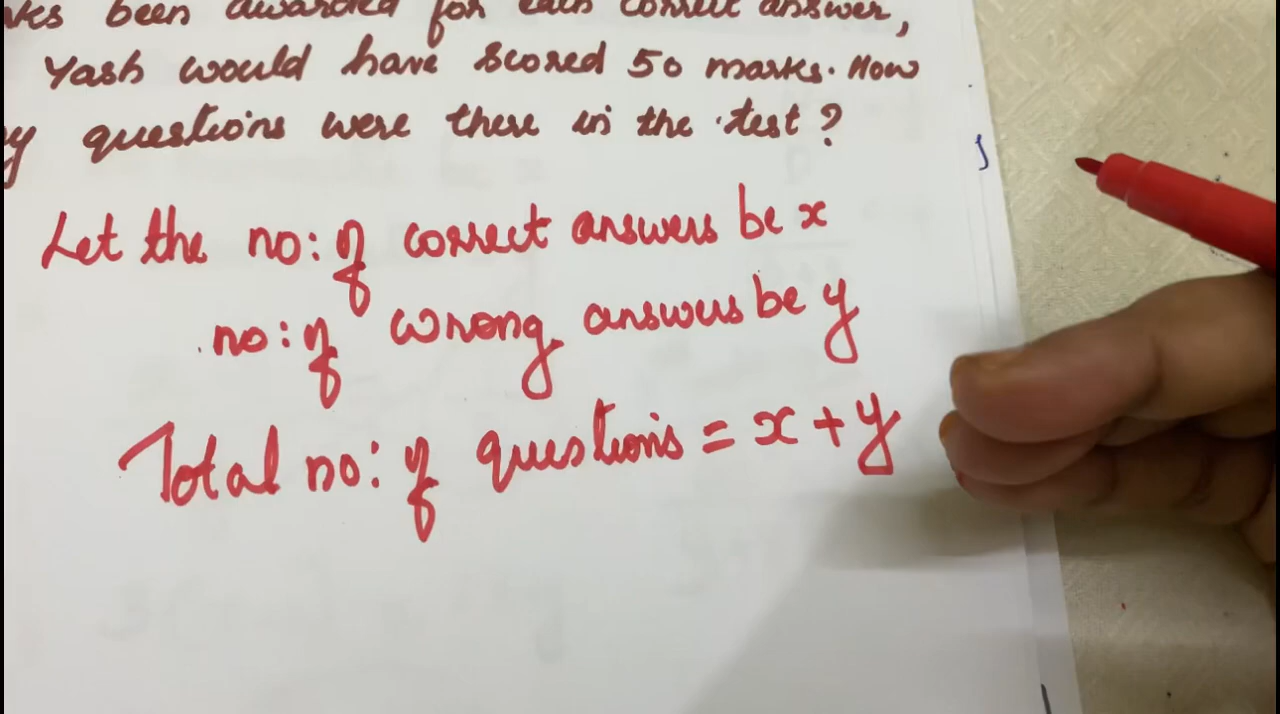 been awarded for each correct answer,
Yash would have scored 50 marks. How
questions were there in the test?
Let the no: of correct answers be x
no: of wrong answers be y
Total no: of questions = x + y